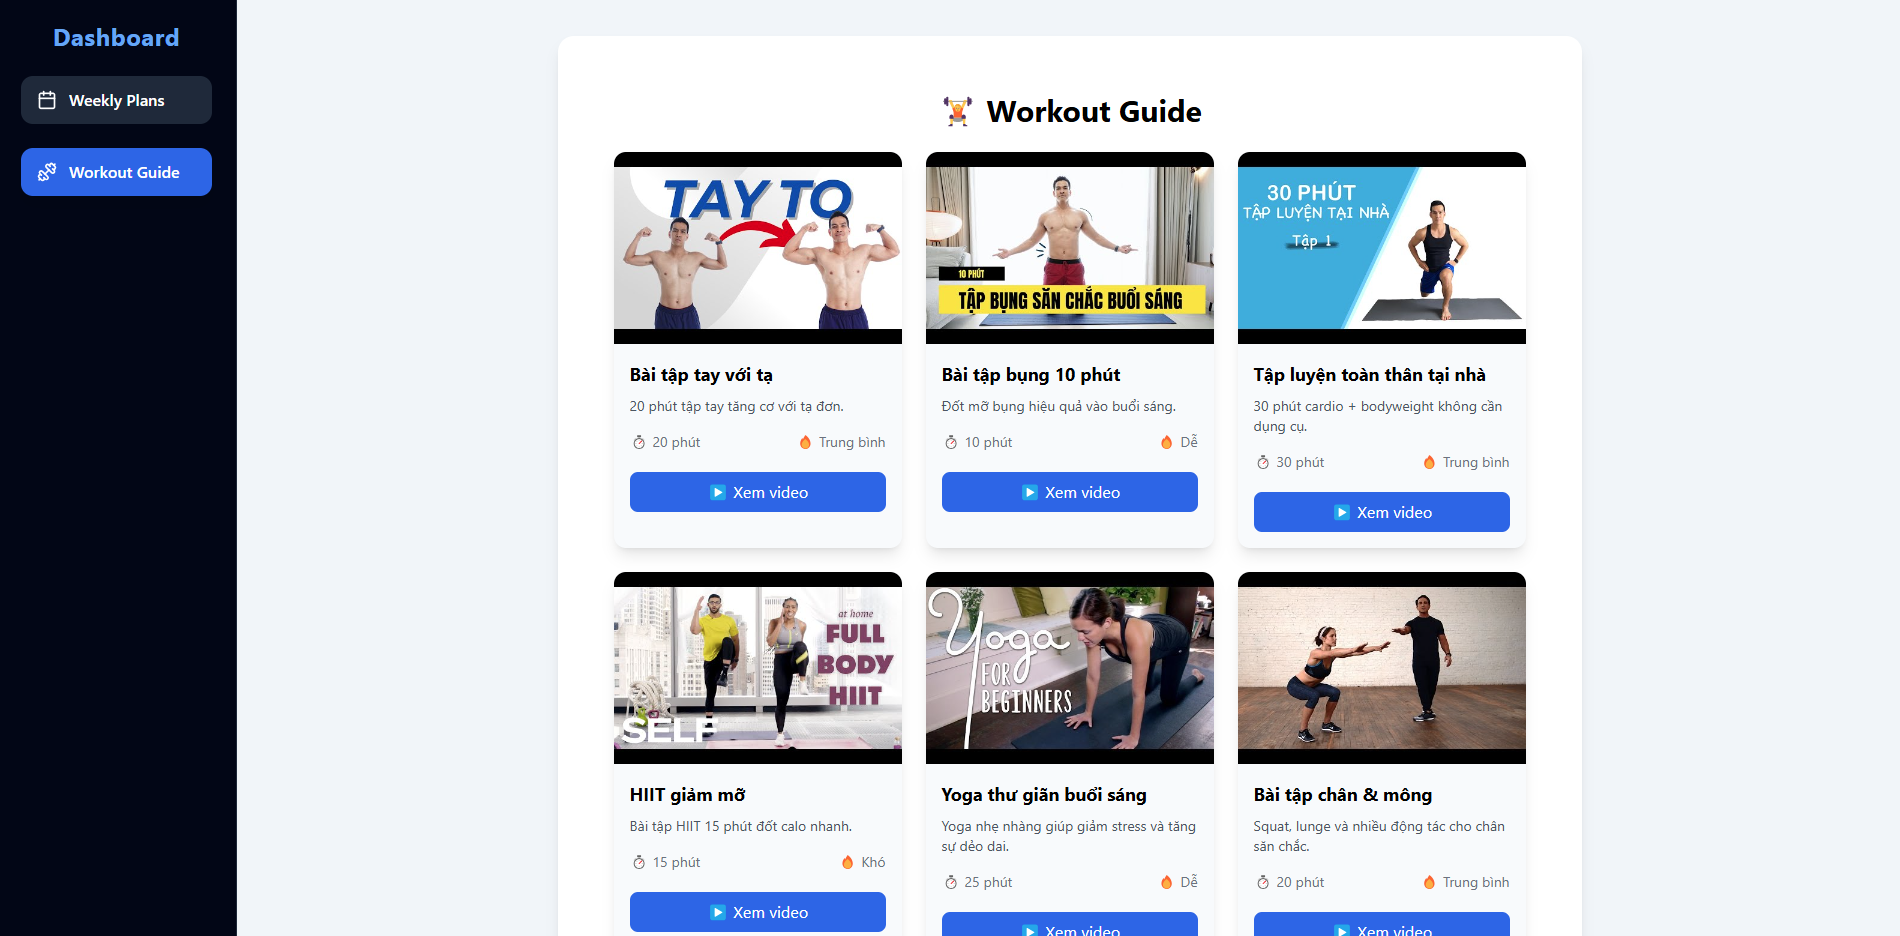 Dashboard
Weekly Plans
Workout Guide
Workout Guide
TAY TO
10 PHÚT
TẬP BỤNG SĂN CHẮC BUỔI SÁNG
30 PHÚT
TẬP LUYỆN TẠI NHÀ
Tập 1
Bài tập tay với tạ
20 phút tập tay tăng cơ với tạ đơn.
20 phút
Trung bình
Xem video
Bài tập bụng 10 phút
Đốt mỡ bụng hiệu quả vào buổi sáng.
10 phút
Dễ
Xem video
Tập luyện toàn thân tại nhà
30 phút cardio + bodyweight không cần
dụng cụ.
30 phút
Trung bình
Xem video
at home
FULL
BODY
HIIT
SELF
Yoga
FOR
BEGINNERS
HIIT giảm mỡ
Bài tập HIIT 15 phút đốt calo nhanh.
15 phút
Khó
Xem video
Yoga thư giãn buổi sáng
Yoga nhẹ nhàng giúp giảm stress và tăng
sự dẻo dai.
25 phút
Dễ
Xem video
Bài tập chân & mông
Squat, lunge và nhiều động tác cho chân
săn chắc.
20 phút
Trung bình
Xem video